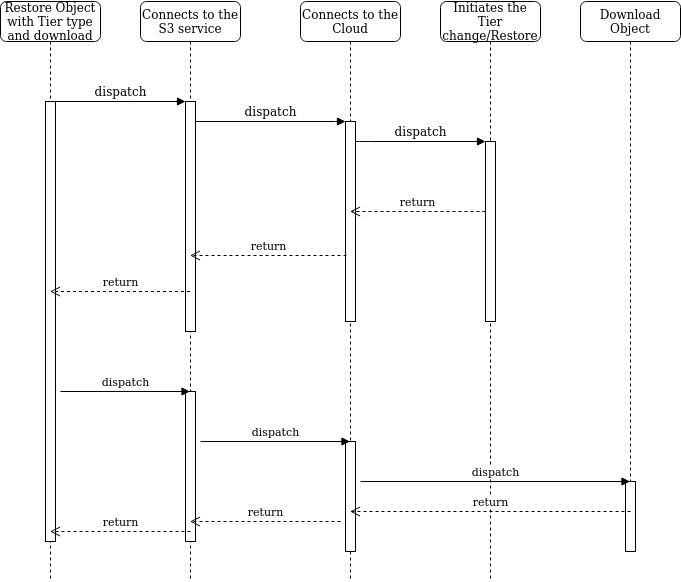 Restore Object
with Tier type
and download
Connects to the
S3 service
Connects to the
Cloud
Initiates the
Tier
change/Restore
Download
Object
dispatch
dispatch
dispatch
return
return
return
dispatch
dispatch
dispatch
return
return
return